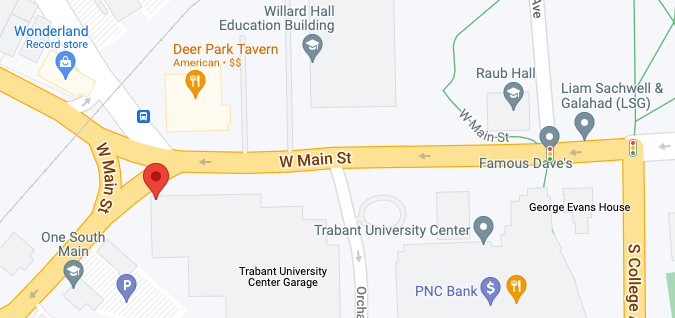 Wonderland
Record store
Willard Hall
Education Building
Deer Park Tavern
American • $$
Raub Hall
Ave
Liam Sachwell &
Galahad (LSG)
W-Main St
W Main St
Famous Dave's
W Main St
George Evans House
One South
Main
Trabant University Center
Trabant University
Center Garage
P
PNC Bank
$
Orcha
S College A